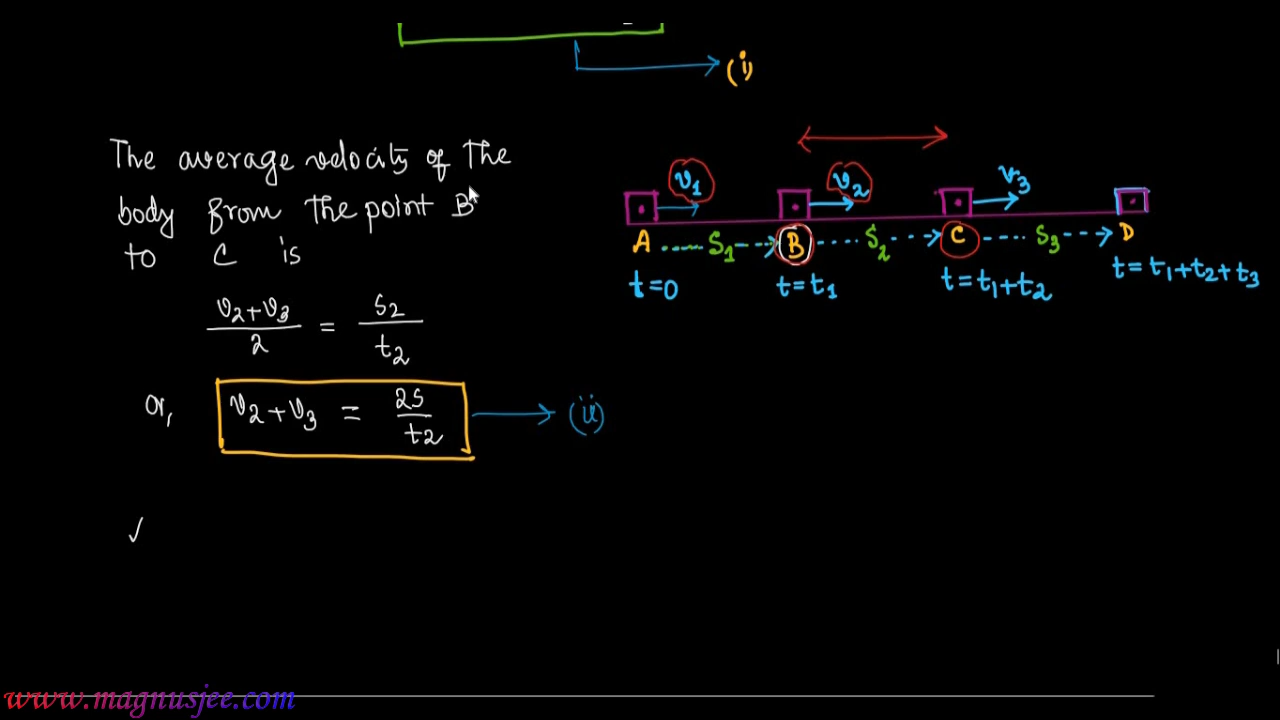 (i)
The average velocity of the
body from the point B
to C is
v₂+v₃/2 = S₂/t₂
or, v₂+v₃ = 2S/t₂ (ii)
v₁ v₂ v₃
A S₁ B S₂ C S₃ D
t=0 t=t₁ t=t₁+t₂ t=t₁+t₂+t₃
www.magnusjee.com